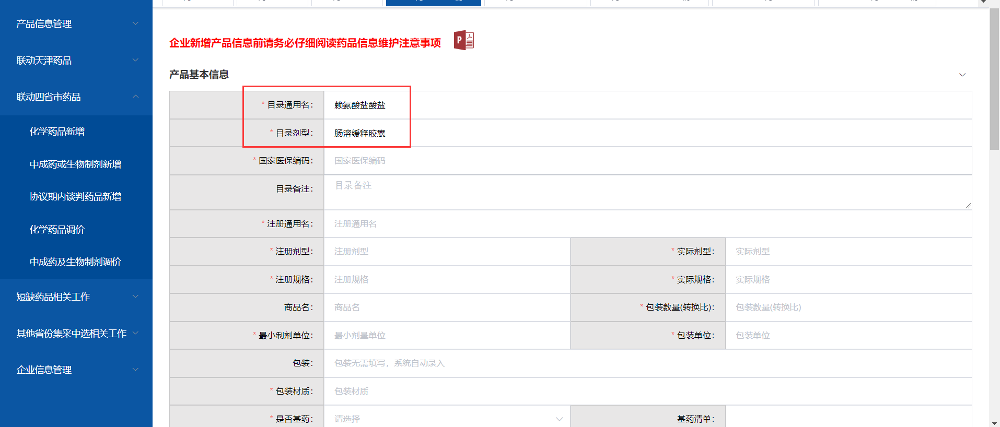 产品信息管理
联动天津药品
联动四省市药品
化学药品新增
中成药或生物制剂新增
协议期内谈判药品新增
化学药品调价
中成药及生物制剂调价
短缺药品相关工作
其他省份集采中选相关工作
企业信息管理
企业新增产品信息前请务必仔细阅读药品信息维护注意事项
P
产品基本信息
* 目录通用名： 赖氨酸盐酸盐
* 目录剂型： 肠溶缓释胶囊
* 国家医保编码： 国家医保编码
目录备注： 目录备注
* 注册通用名： 注册通用名
* 注册剂型： 注册剂型 * 实际剂型： 实际剂型
* 注册规格： 注册规格 * 实际规格： 实际规格
商品名： 商品名 * 包装数量(转换比)： 包装数量(转换比)
* 最小制剂单位： 最小剂量单位 * 包装单位： 包装单位
包装： 包装无需填写，系统自动录入
* 包装材质： 包装材质
* 是否基药： 请选择 基药清单：